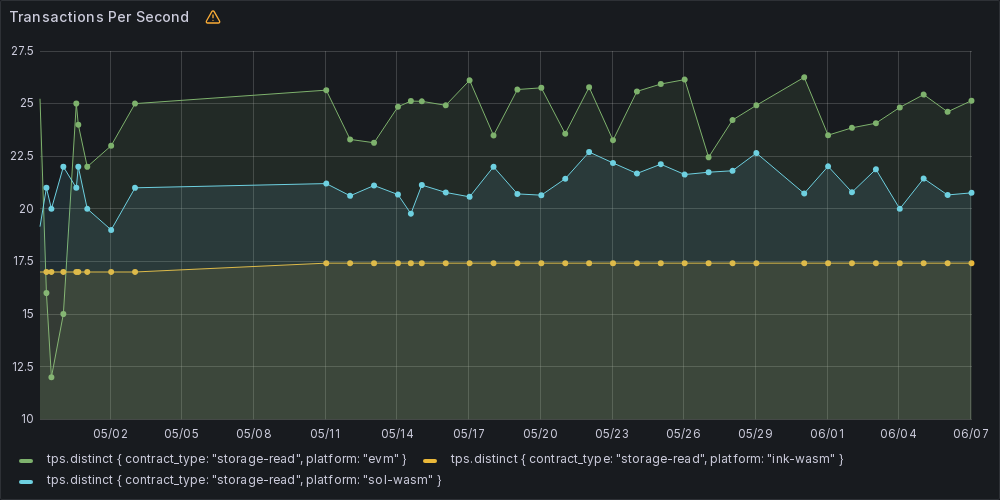 Transactions Per Second
27.5
25
22.5
20
17.5
15
12.5
10
05/02 05/05 05/08 05/11 05/14 05/17 05/20 05/23 05/26 05/29 06/01 06/04 06/07
tps.distinct { contract_type: "storage-read", platform: "evm" } tps.distinct { contract_type: "storage-read", platform: "ink-wasm" }
tps.distinct { contract_type: "storage-read", platform: "sol-wasm" }